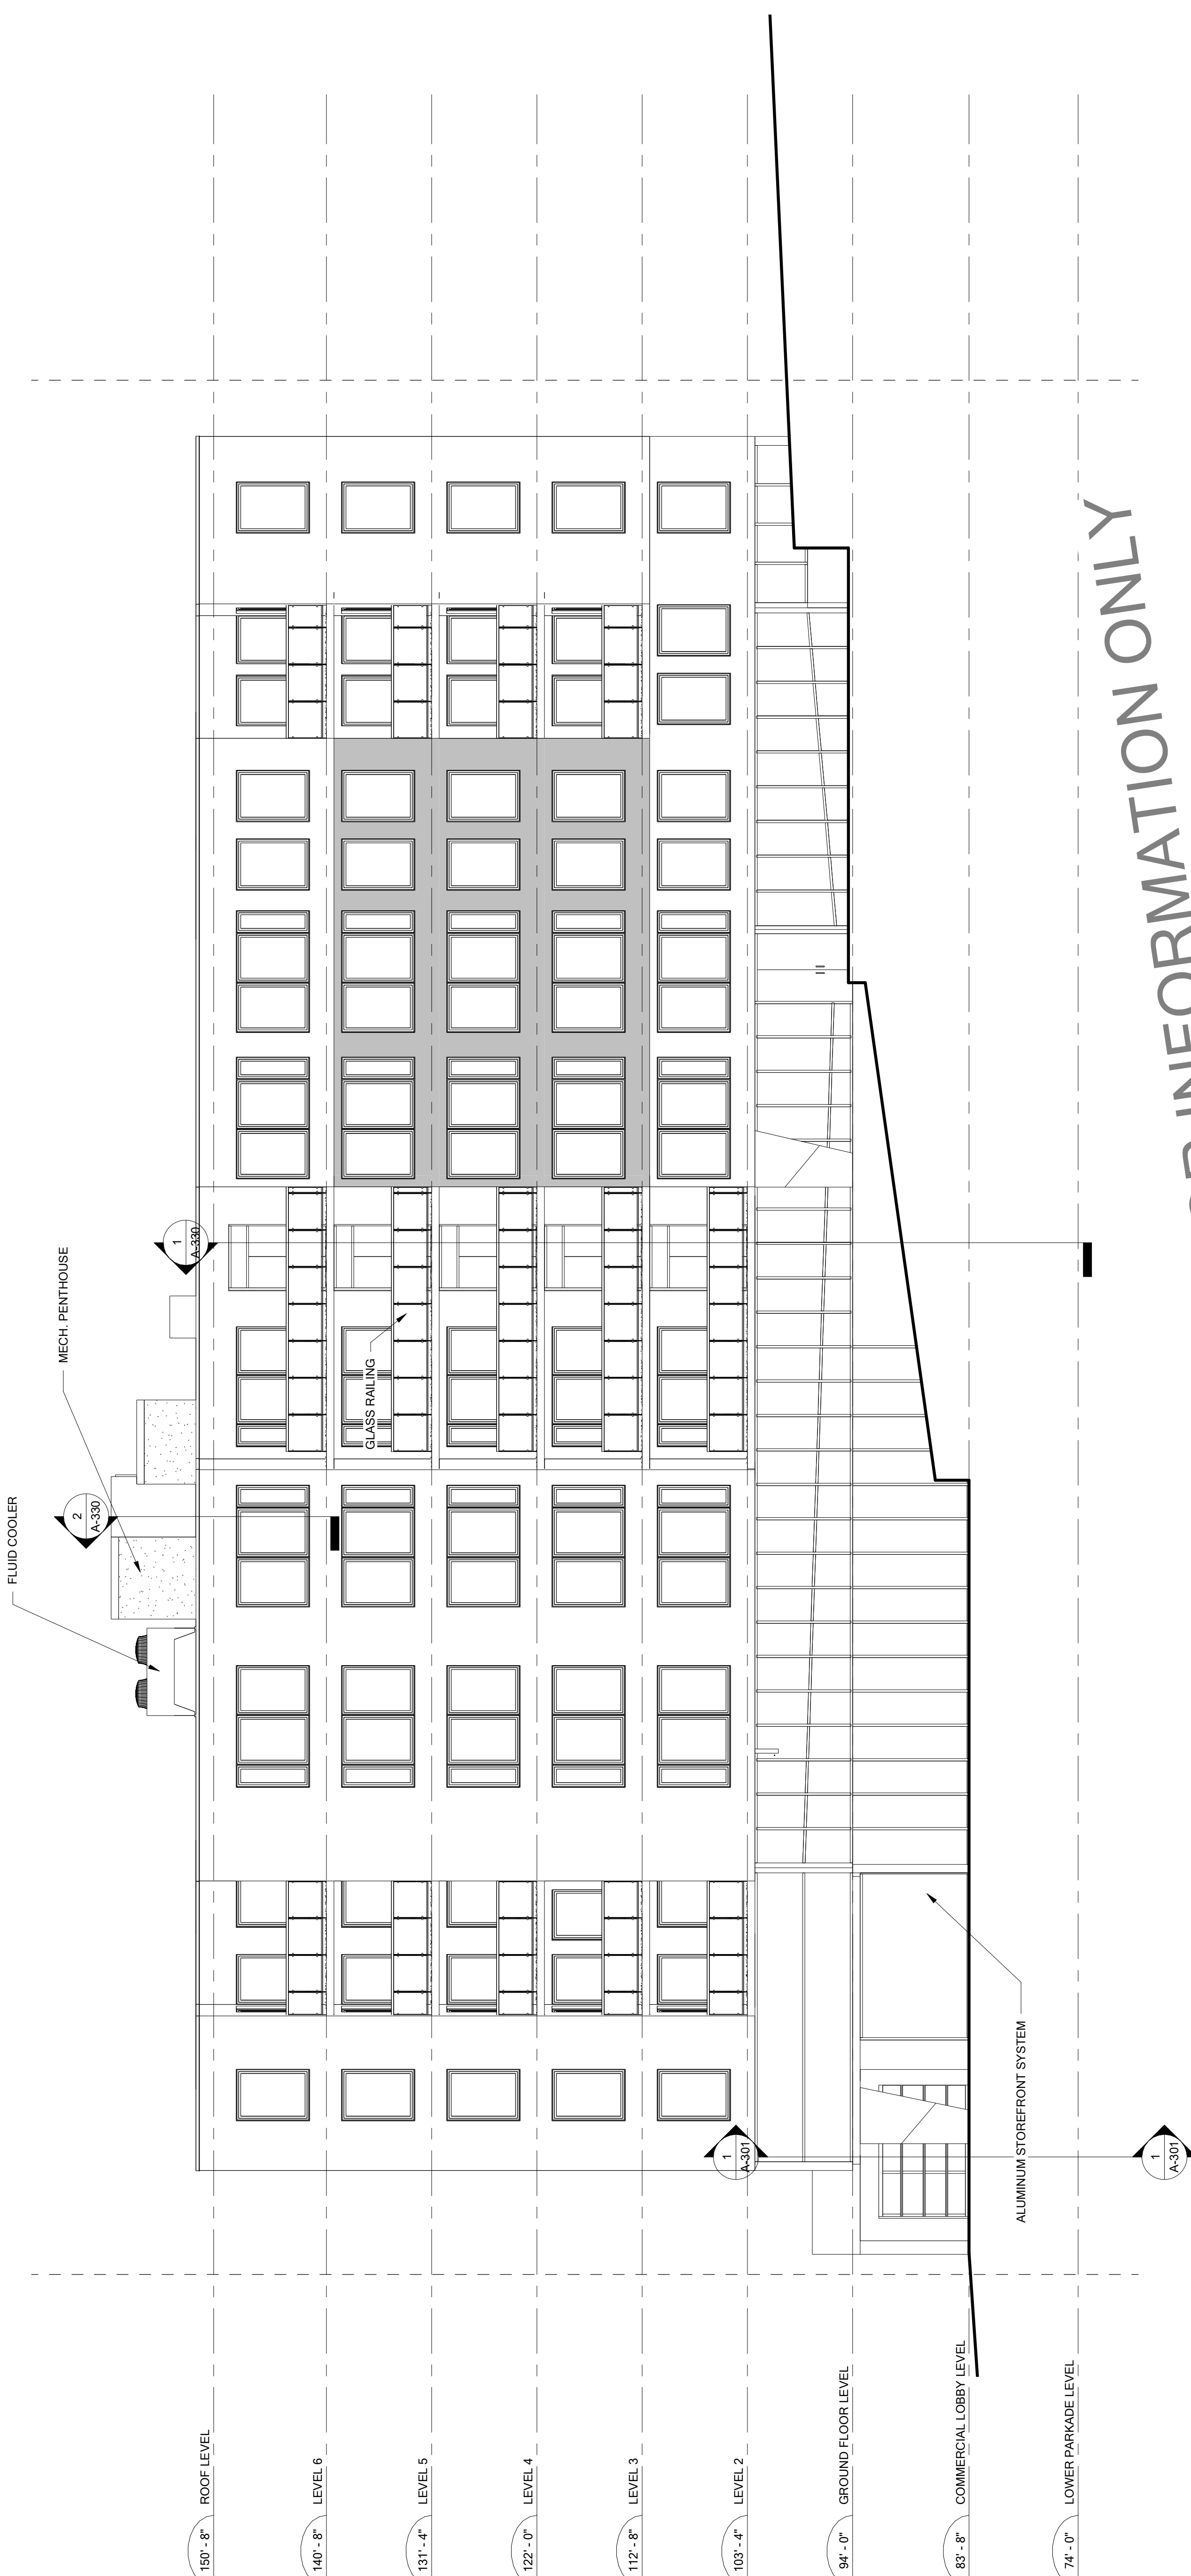 FLUID COOLER
MECH. PENTHOUSE
2
A-330
1
A-330
GLASS RAILING
1
A-301
1
A-301
ALUMINUM STOREFRONT SYSTEM
150' - 8" ROOF LEVEL
140' - 8" LEVEL 6
131' - 4" LEVEL 5
122' - 0" LEVEL 4
112' - 8" LEVEL 3
103' - 4" LEVEL 2
94' - 0" GROUND FLOOR LEVEL
83' - 8" COMMERCIAL LOBBY LEVEL
74' - 0" LOWER PARKADE LEVEL
INFORMATION ONLY